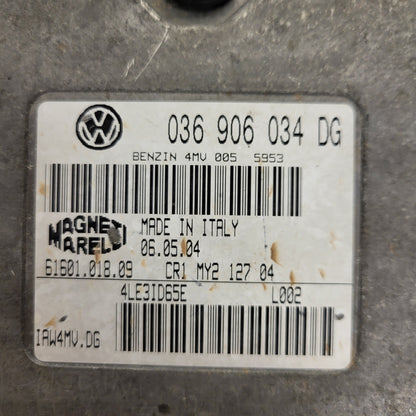 VW 036 906 034 DG
BENZIN 4MV 005 5953
MAGNETI MARELLI
MADE IN ITALY
06.05.04
61601.018.09 CR1 MY2 127 04
4LE3ID65E L002
IAW4MV.DG